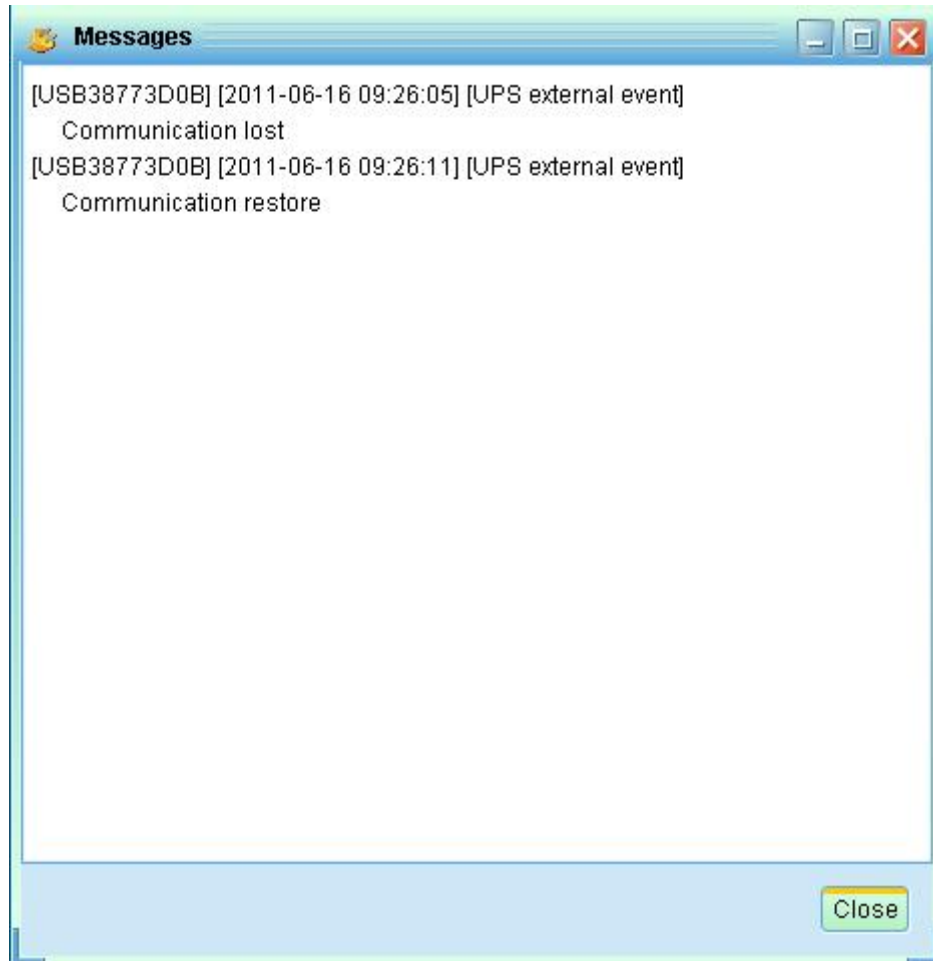 Messages
[USB38773D0B] [2011-06-16 09:26:05] [UPS external event]
Communication lost
[USB38773D0B] [2011-06-16 09:26:11] [UPS external event]
Communication restore
Close